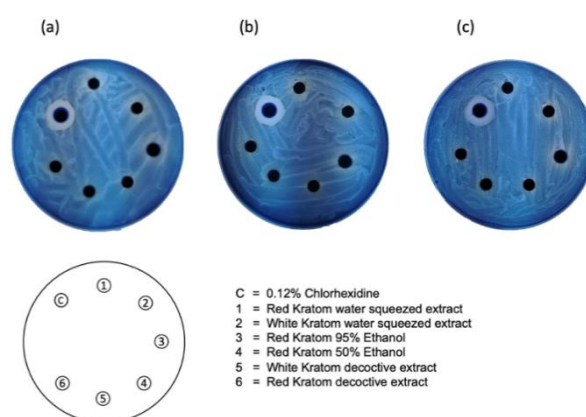 (a) (b) (c)
C = 0.12% Chlorhexidine
1 = Red Kratom water squeezed extract
2 = White Kratom water squeezed extract
3 = Red Kratom 95% Ethanol
4 = Red Kratom 50% Ethanol
5 = White Kratom decoctive extract
6 = Red Kratom decoctive extract
1
C 2
3
6 4
5